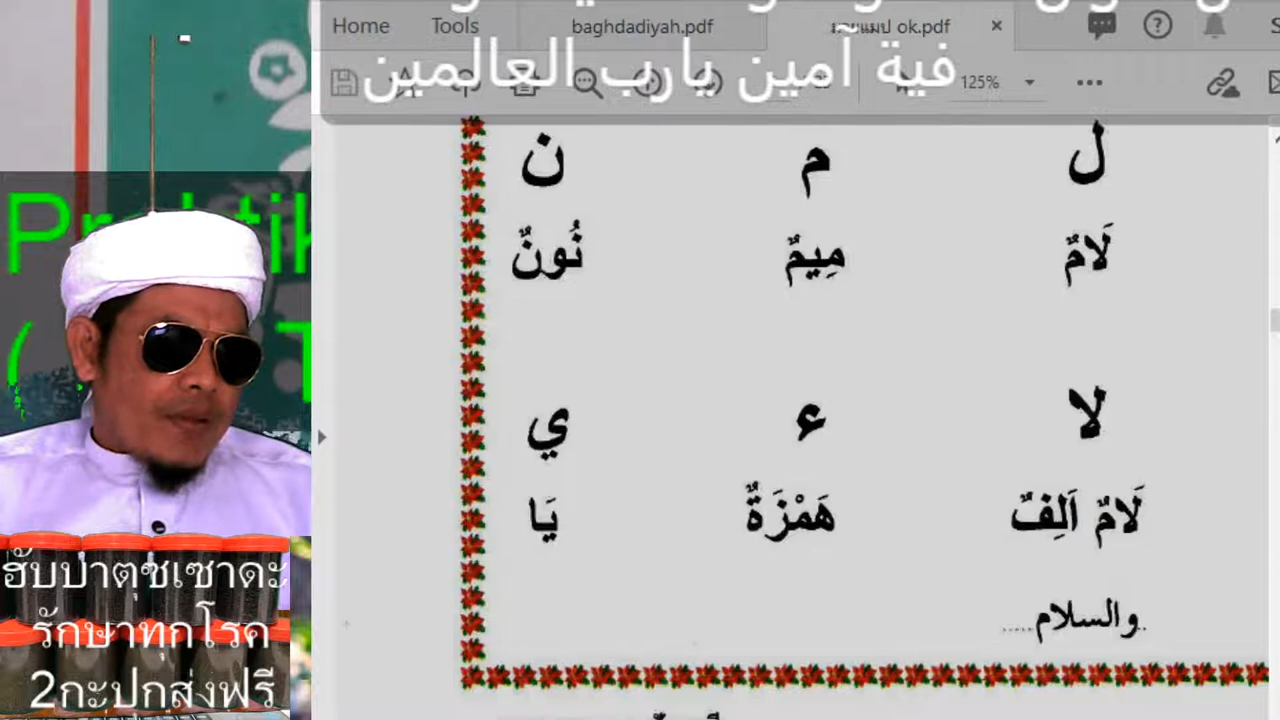 Home Tools baghdadiyah.pdf ok.pdf
فية آمين يارب العالمين
125%
ل م ن
لَامٌ مِيمٌ نُونٌ
لا ء ي
لَامٌ اَلِفٌ هَمْزَةٌ يَا
..والسلام.....
ฮับบาตุซเซาดะ
รักษาทุกโรค
2กะปุกส่งฟรี